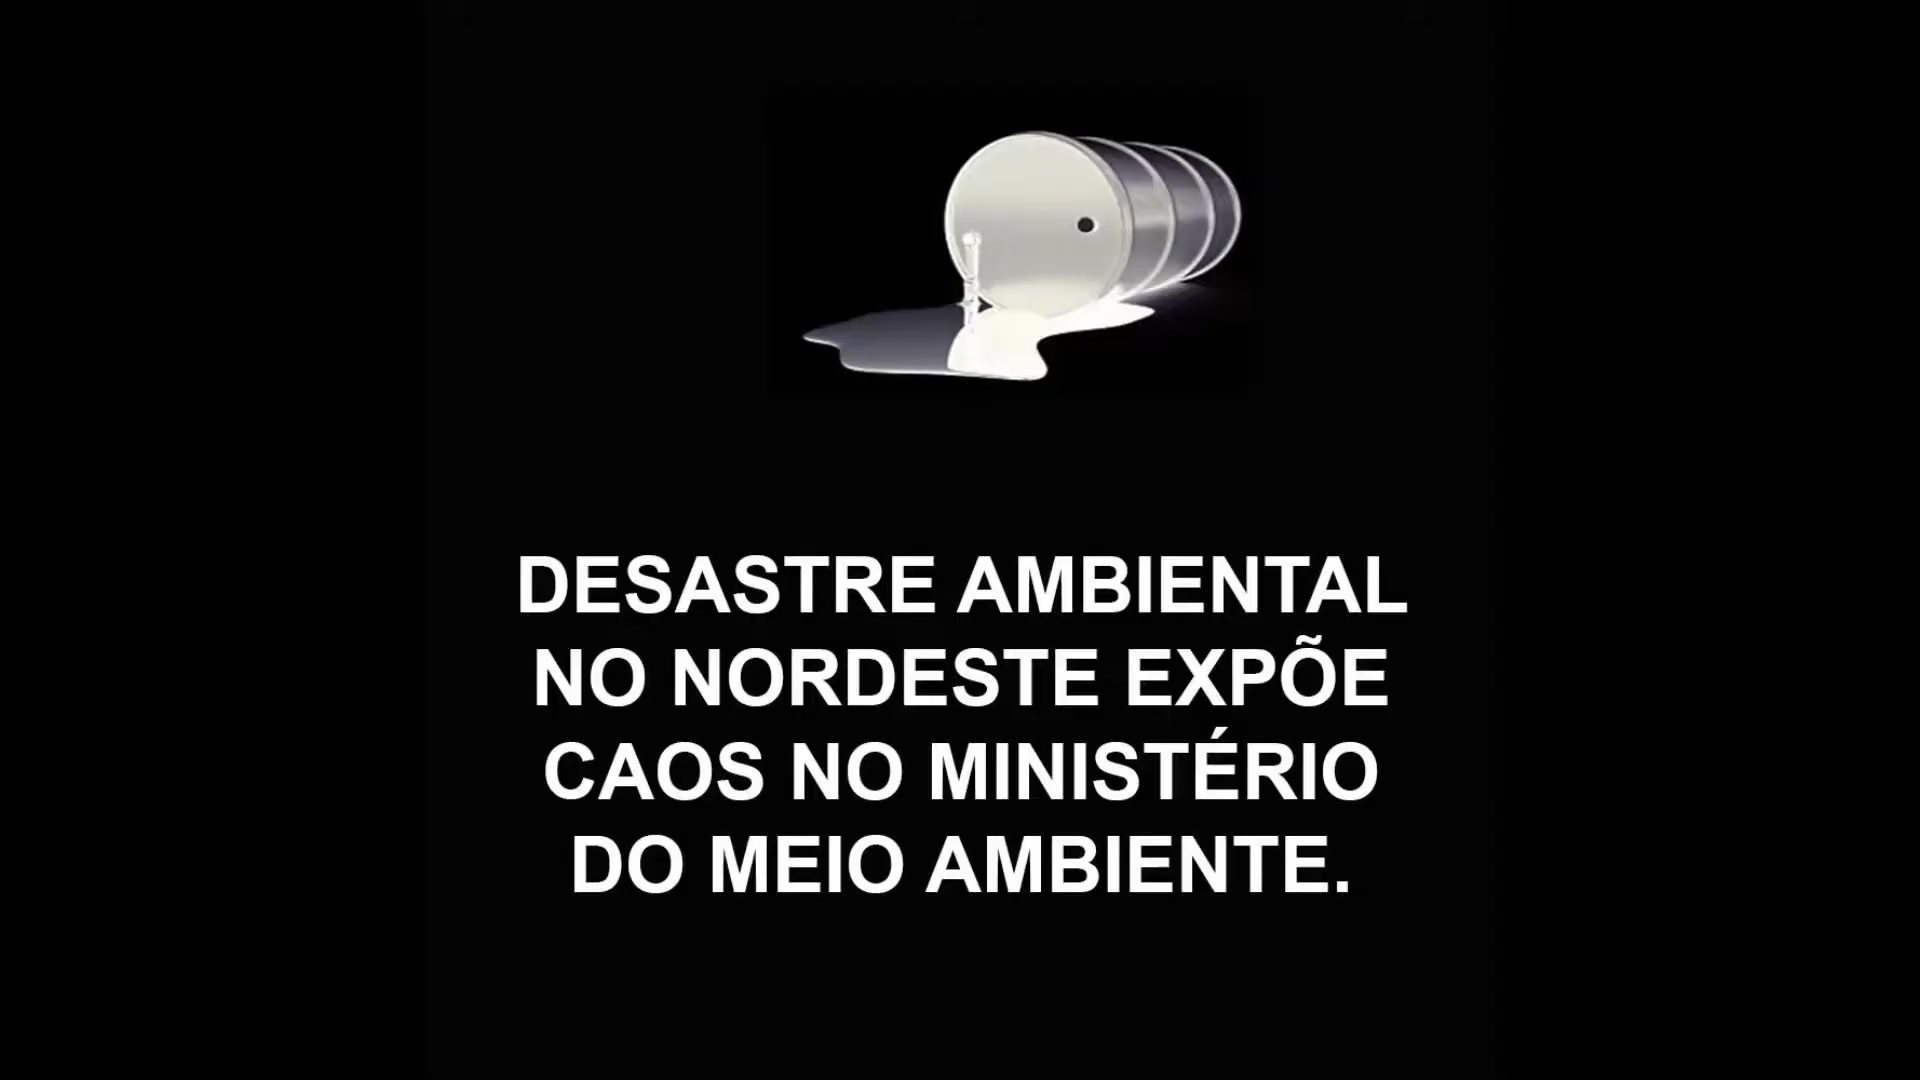 DESASTRE AMBIENTAL
NO NORDESTE EXPÕE
CAOS NO MINISTÉRIO
DO MEIO AMBIENTE.